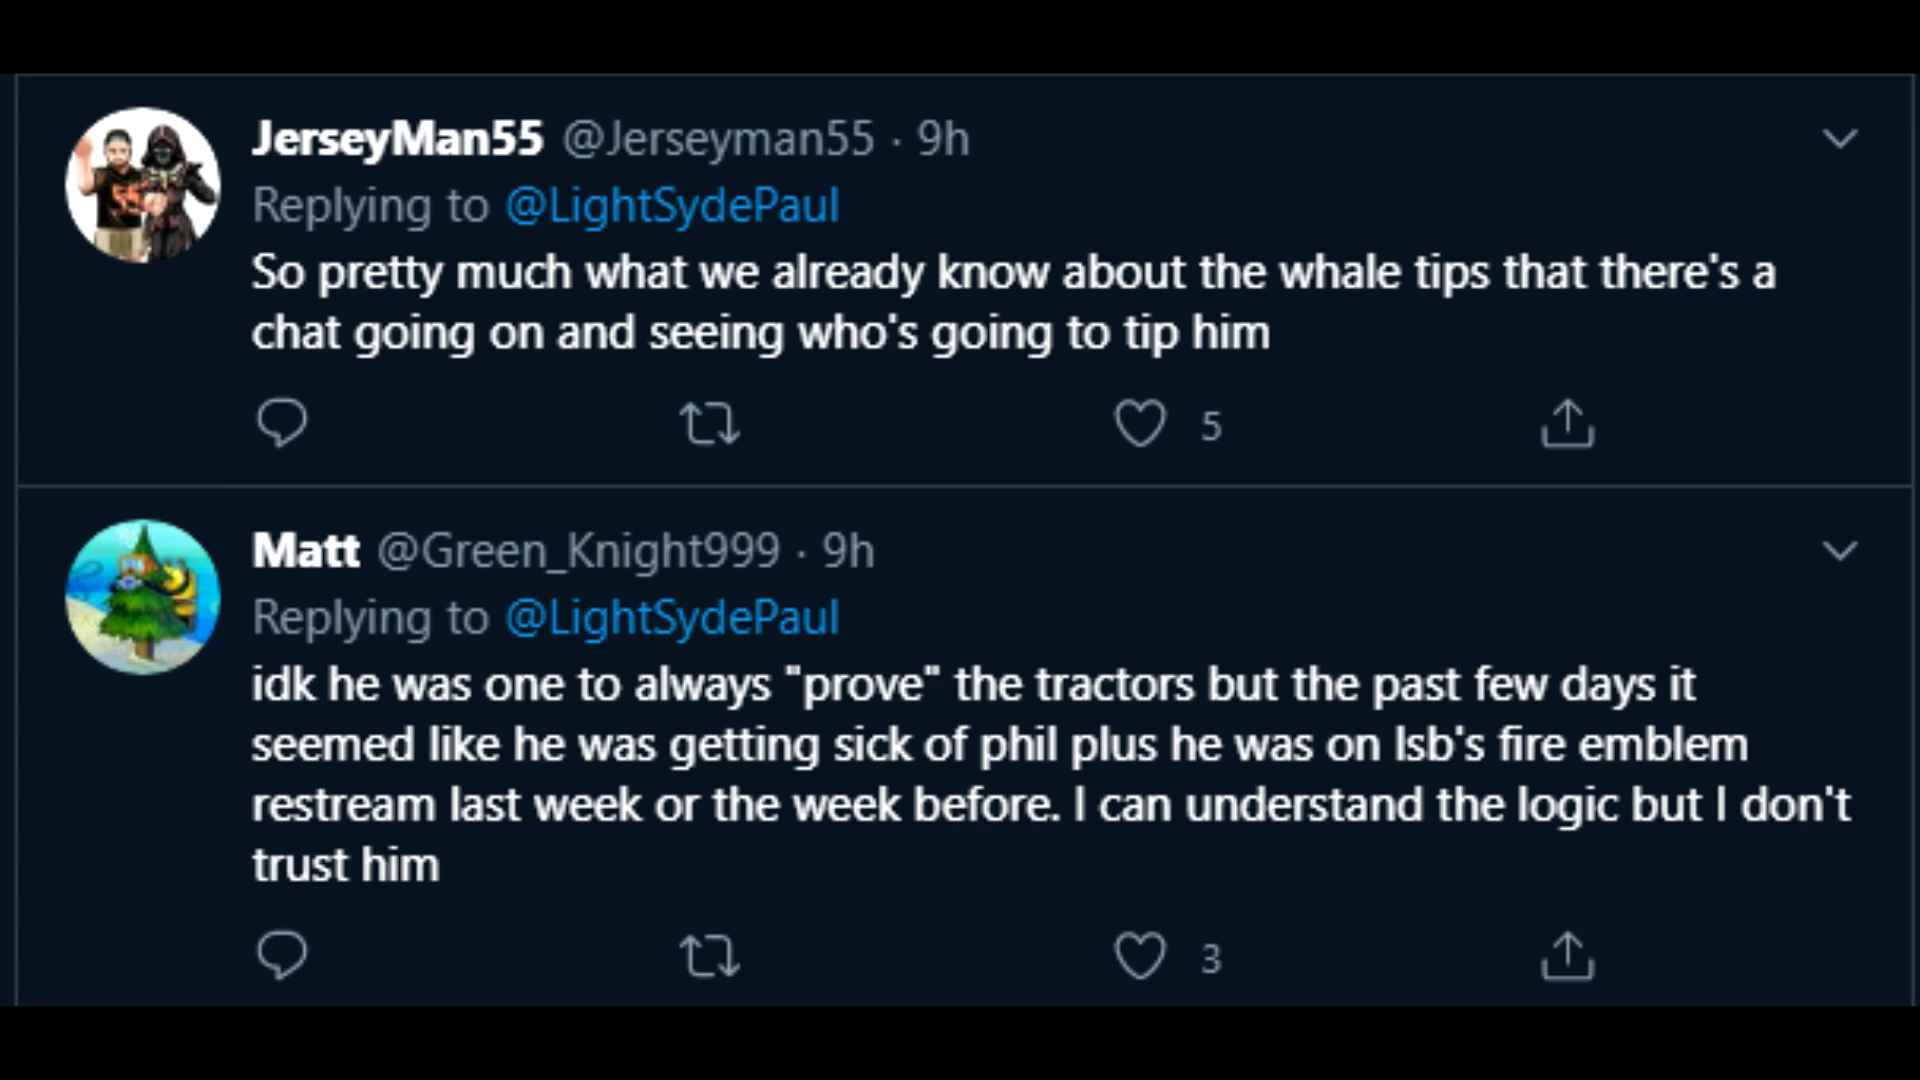 JerseyMan55 @Jerseyman55 · 9h
Replying to @LightSydePaul
So pretty much what we already know about the whale tips that there's a
chat going on and seeing who's going to tip him
5
Matt @Green_Knight999 · 9h
Replying to @LightSydePaul
idk he was one to always "prove" the tractors but the past few days it
seemed like he was getting sick of phil plus he was on lsb's fire emblem
restream last week or the week before. I can understand the logic but I don't
trust him
3